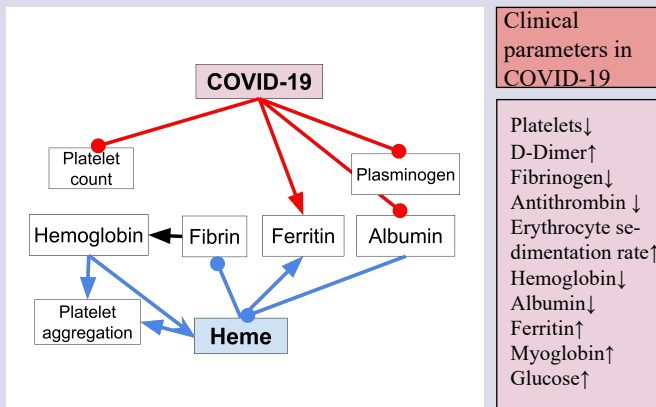 COVID-19
Platelet
count
Plasminogen
Hemoglobin
Fibrin
Ferritin
Albumin
Platelet
aggregation
Heme
Clinical
parameters in
COVID-19
Platelets↓
D-Dimer↑
Fibrinogen↓
Antithrombin ↓
Erythrocyte se-
dimentation rate↑
Hemoglobin↓
Albumin↓
Ferritin↑
Myoglobin↑
Glucose↑